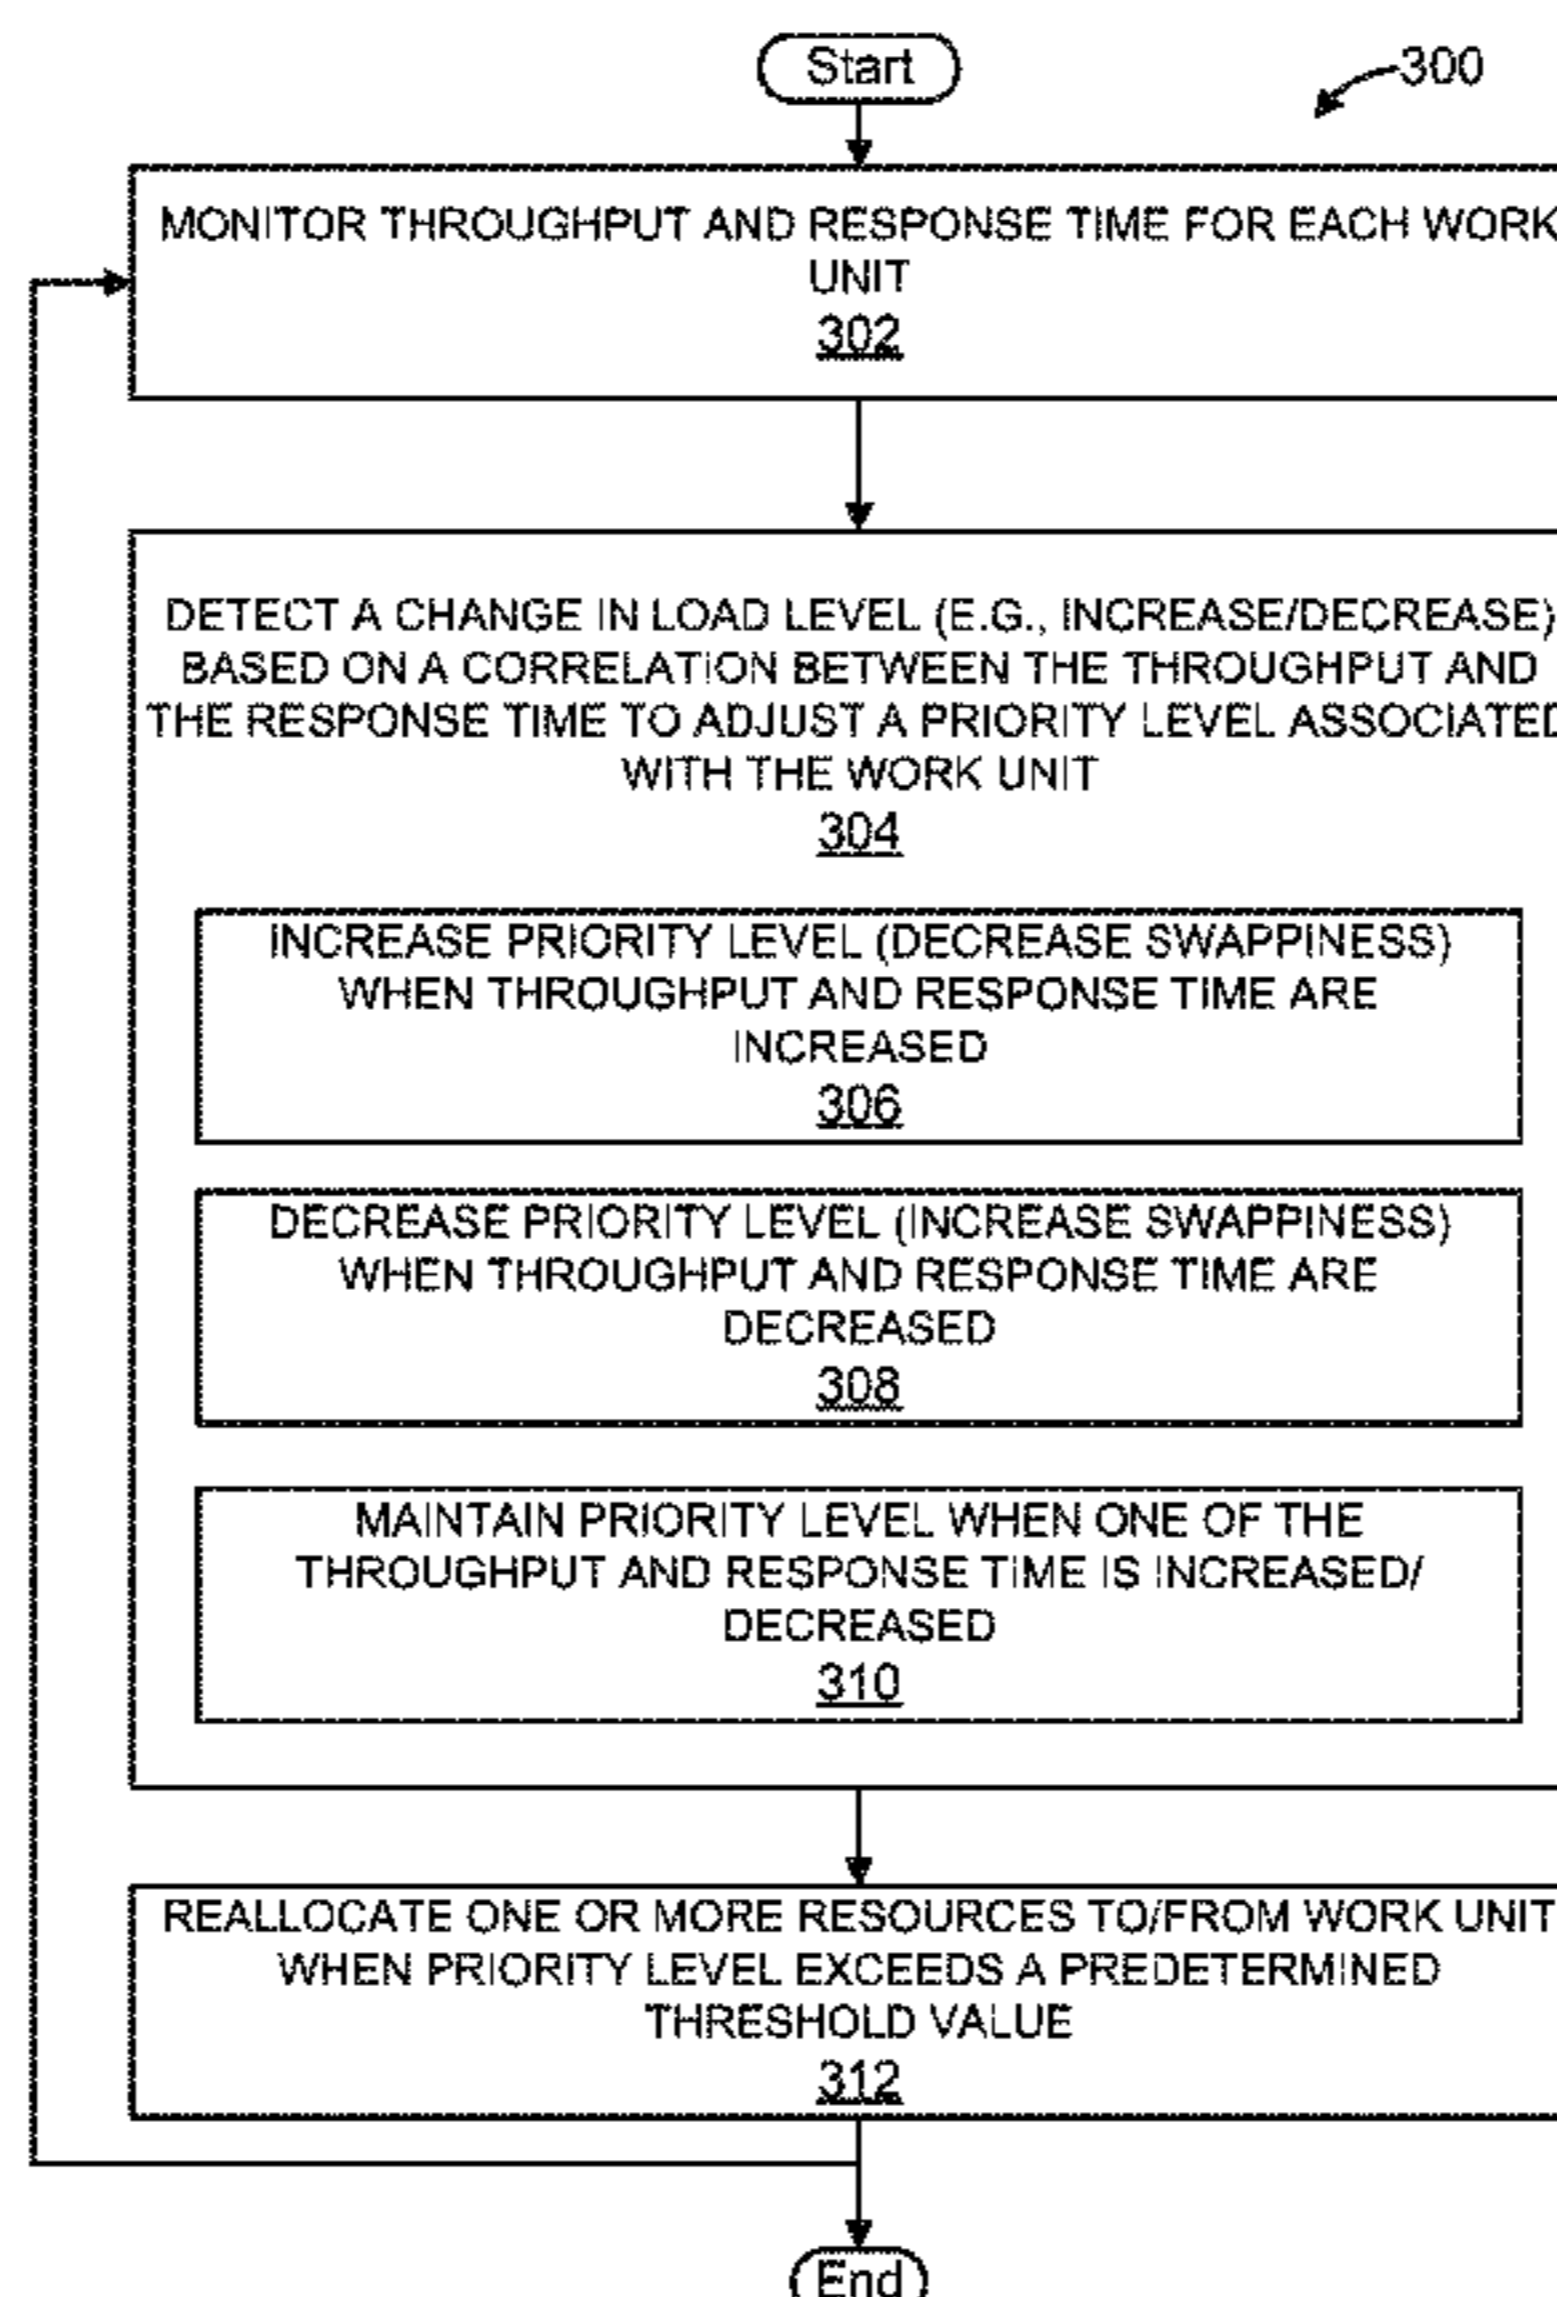 Start
300
MONITOR THROUGHPUT AND RESPONSE TIME FOR EACH WORK
UNIT
302
DETECT A CHANGE IN LOAD LEVEL (E.G., INCREASE/DECREASE)
BASED ON A CORRELATION BETWEEN THE THROUGHPUT AND
THE RESPONSE TIME TO ADJUST A PRIORITY LEVEL ASSOCIATED
WITH THE WORK UNIT
304
INCREASE PRIORITY LEVEL (DECREASE SWAPPINESS)
WHEN THROUGHPUT AND RESPONSE TIME ARE
INCREASED
306
DECREASE PRIORITY LEVEL (INCREASE SWAPPINESS)
WHEN THROUGHPUT AND RESPONSE TIME ARE
DECREASED
308
MAINTAIN PRIORITY LEVEL WHEN ONE OF THE
THROUGHPUT AND RESPONSE TIME IS INCREASED/
DECREASED
310
REALLOCATE ONE OR MORE RESOURCES TO/FROM WORK UNIT
WHEN PRIORITY LEVEL EXCEEDS A PREDETERMINED
THRESHOLD VALUE
312
End